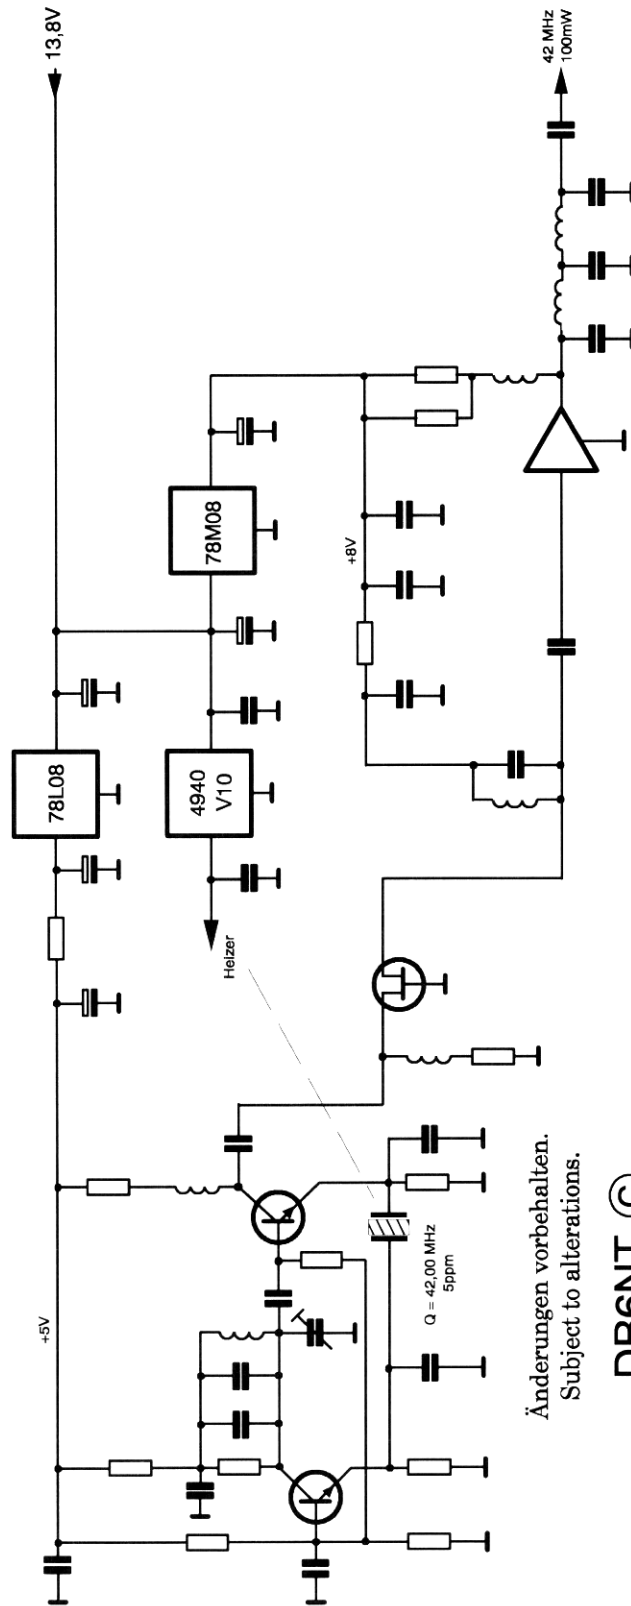 13,8V
42 MHz
100mW
78M08
+8V
78L08
4940
V10
Heizer
+5V
Q = 42,00 MHz
5ppm
Änderungen vorbehalten.
Subject to alterations.
DB6NT